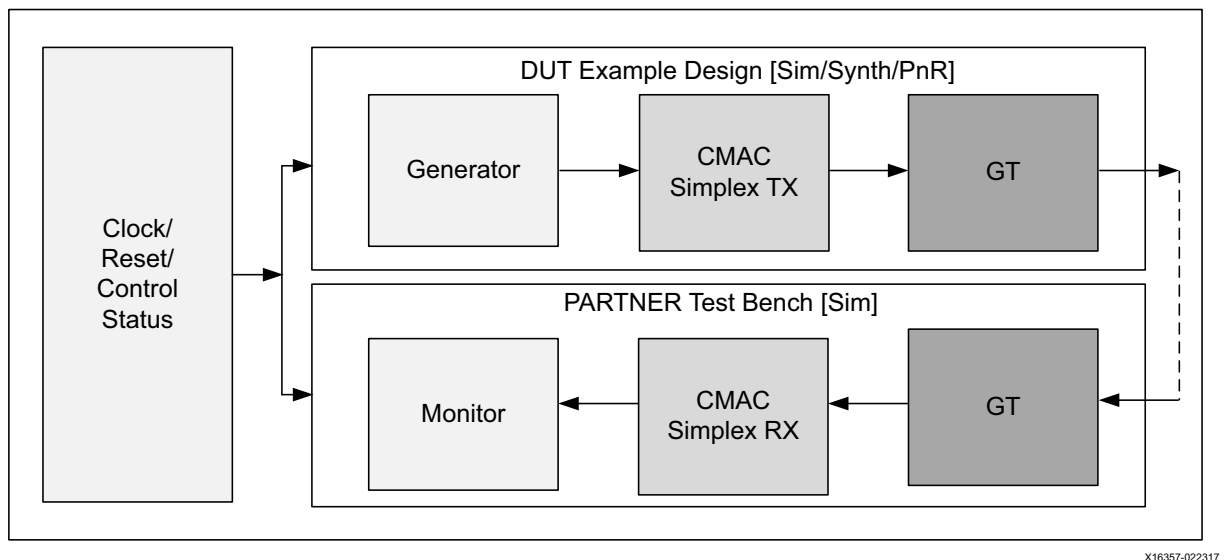 DUT Example Design [Sim/Synth/PnR]
Generator
CMAC
Simplex TX
GT
Clock/
Reset/
Control
Status
PARTNER Test Bench [Sim]
Monitor
CMAC
Simplex RX
GT
X16357-022317